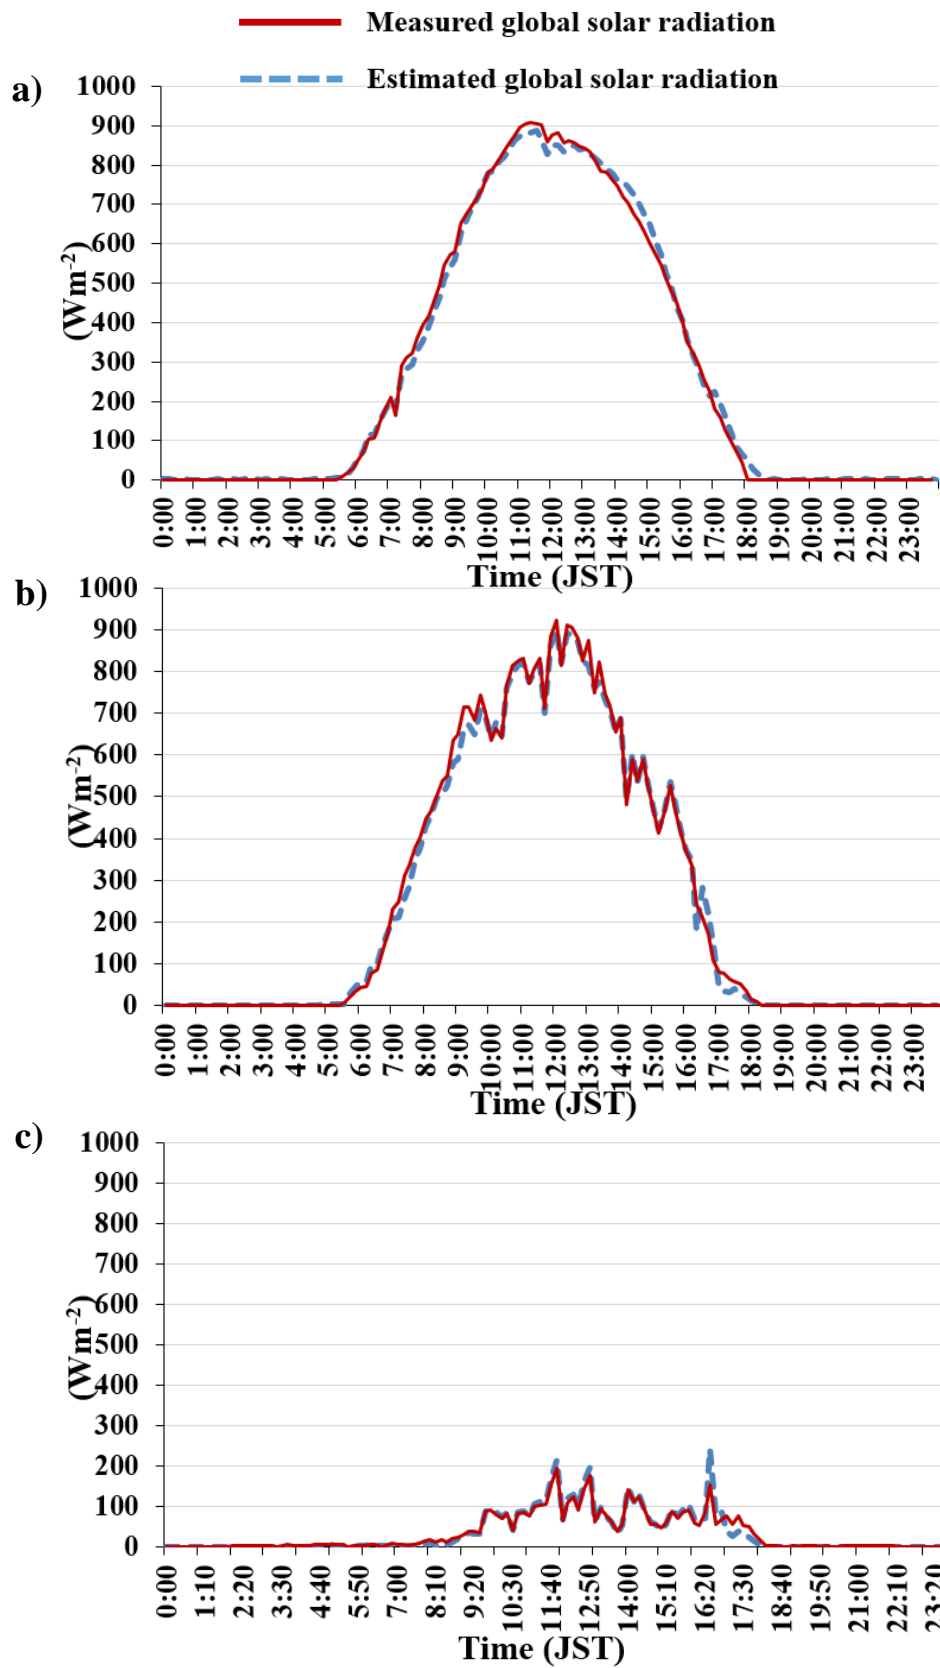 Measured global solar radiation
Estimated global solar radiation
a)
1000
900
800
700
600
500
400
300
200
100
0
(Wm-2)
0:00 1:00 2:00 3:00 4:00 5:00 6:00 7:00 8:00 9:00 10:00 11:00 12:00 13:00 14:00 15:00 16:00 17:00 18:00 19:00 20:00 21:00 22:00 23:00
Time (JST)
b)
1000
900
800
700
600
500
400
300
200
100
0
(Wm-2)
0:00 1:00 2:00 3:00 4:00 5:00 6:00 7:00 8:00 9:00 10:00 11:00 12:00 13:00 14:00 15:00 16:00 17:00 18:00 19:00 20:00 21:00 22:00 23:00
Time (JST)
c)
1000
900
800
700
600
500
400
300
200
100
0
(Wm-2)
0:00 1:10 2:20 3:30 4:40 5:50 7:00 8:10 9:20 10:30 11:40 12:50 14:00 15:10 16:20 17:30 18:40 19:50 21:00 22:10 23:20
Time (JST)